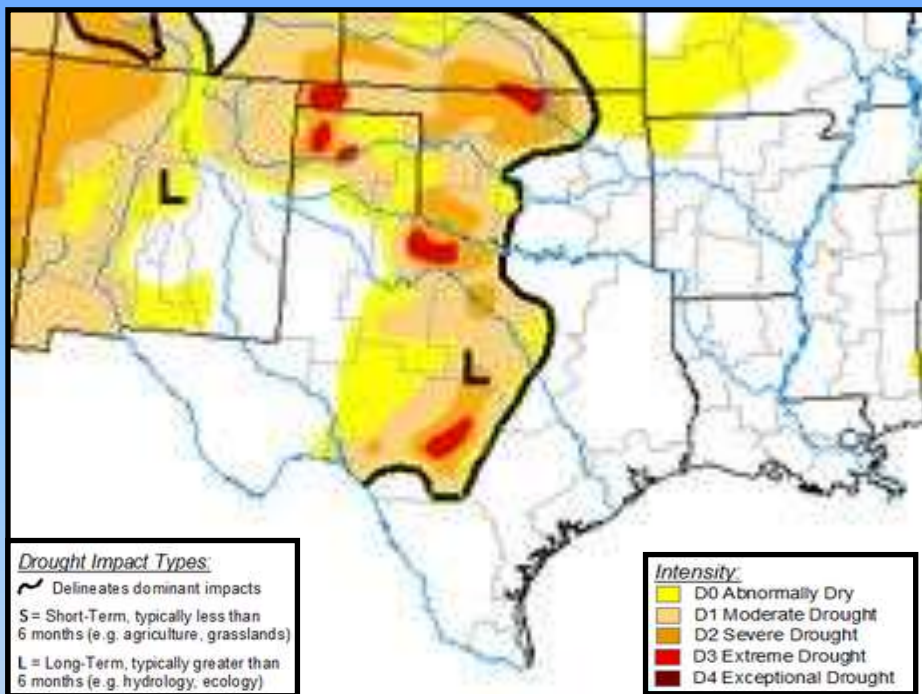 L
L
Drought Impact Types:
Delineates dominant impacts
S = Short-Term, typically less than
6 months (e.g. agriculture, grasslands)
L = Long-Term, typically greater than
6 months (e.g. hydrology, ecology)
Intensity:
D0 Abnormally Dry
D1 Moderate Drought
D2 Severe Drought
D3 Extreme Drought
D4 Exceptional Drought